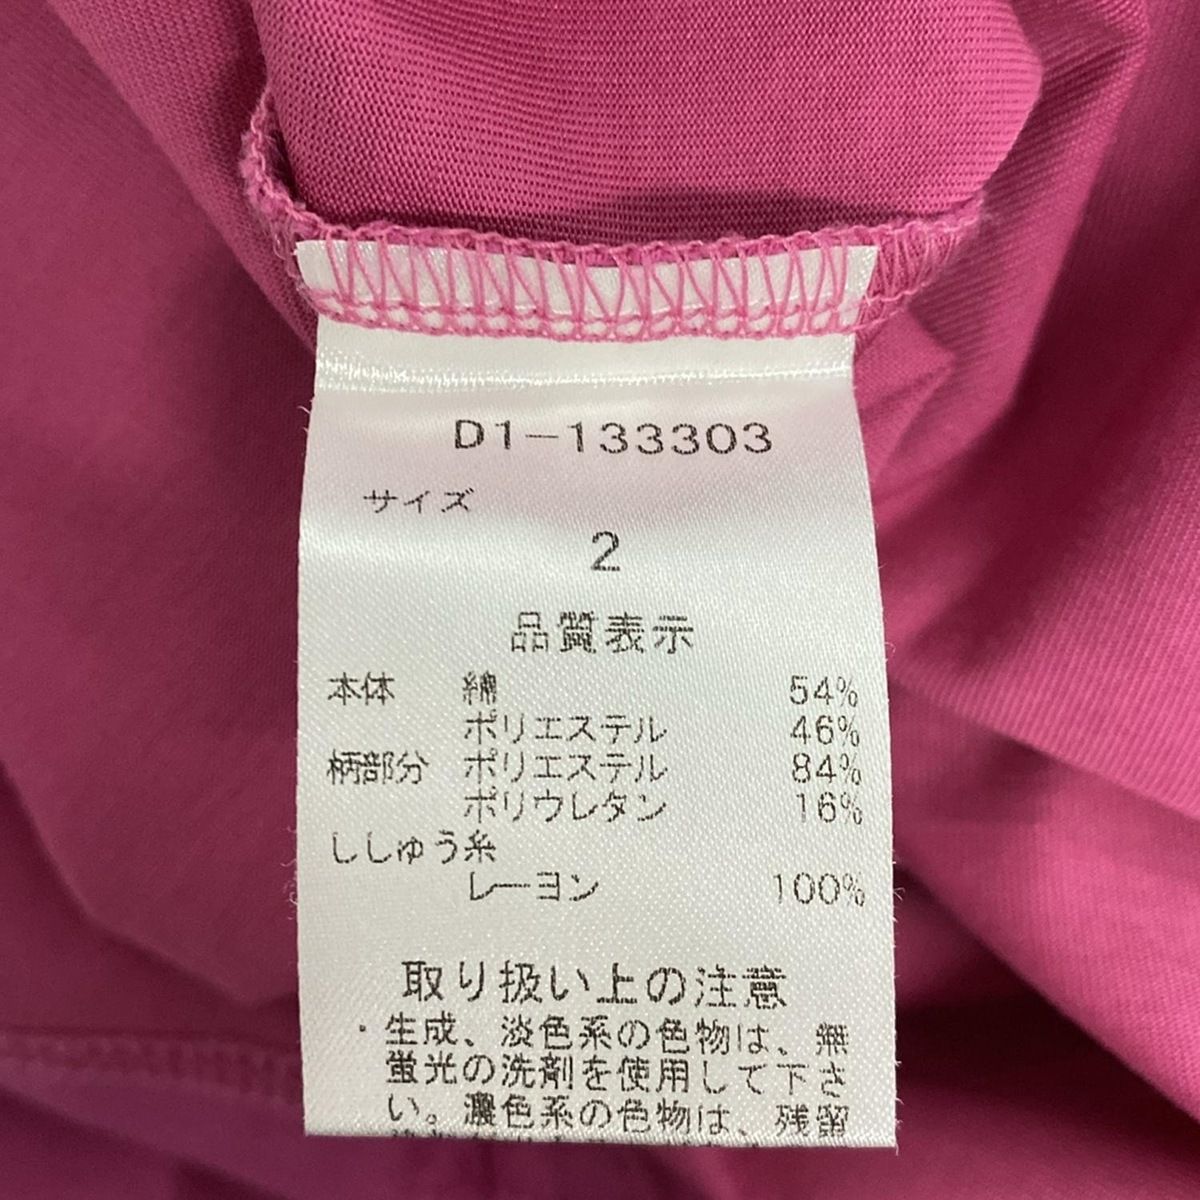 D1-133303
サイズ
2
品質表示
本体 綿 54%
ポリエステル 46%
柄部分 ポリエステル 84%
ポリウレタン 16%
ししゅう糸
レーヨン 100%
取り扱い上の注意
・生成、淡色系の色物は、無
蛍光の洗剤を使用して下さ
い。濃色系の色物は、残留